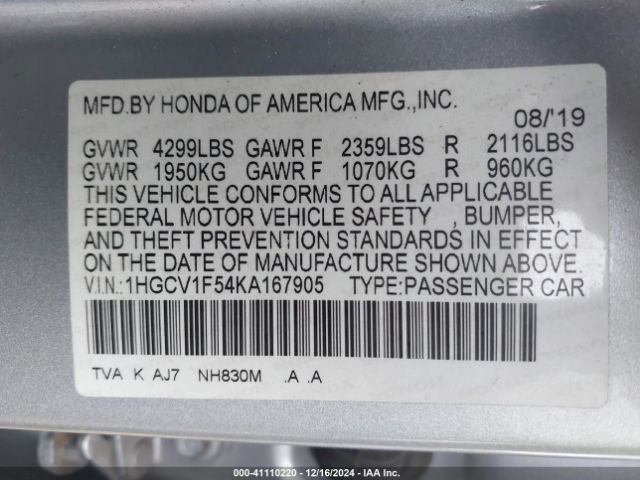 MFD.BY HONDA OF AMERICA MFG.,INC.
08/'19
GVWR 4299LBS GAWR F 2359LBS R 2116LBS
GVWR 1950KG GAWR F 1070KG R 960KG
THIS VEHICLE CONFORMS TO ALL APPLICABLE
FEDERAL MOTOR VEHICLE SAFETY , BUMPER,
AND THEFT PREVENTION STANDARDS IN EFFECT
ON THE DATE OF MANUFACTURE SHOWN ABOVE.
V.I.N.:1HGCV1F54KA167905 TYPE:PASSENGER CAR
TVA K AJ7 NH830M .A .A
000-41110220 - 12/16/2024 - IAA Inc.